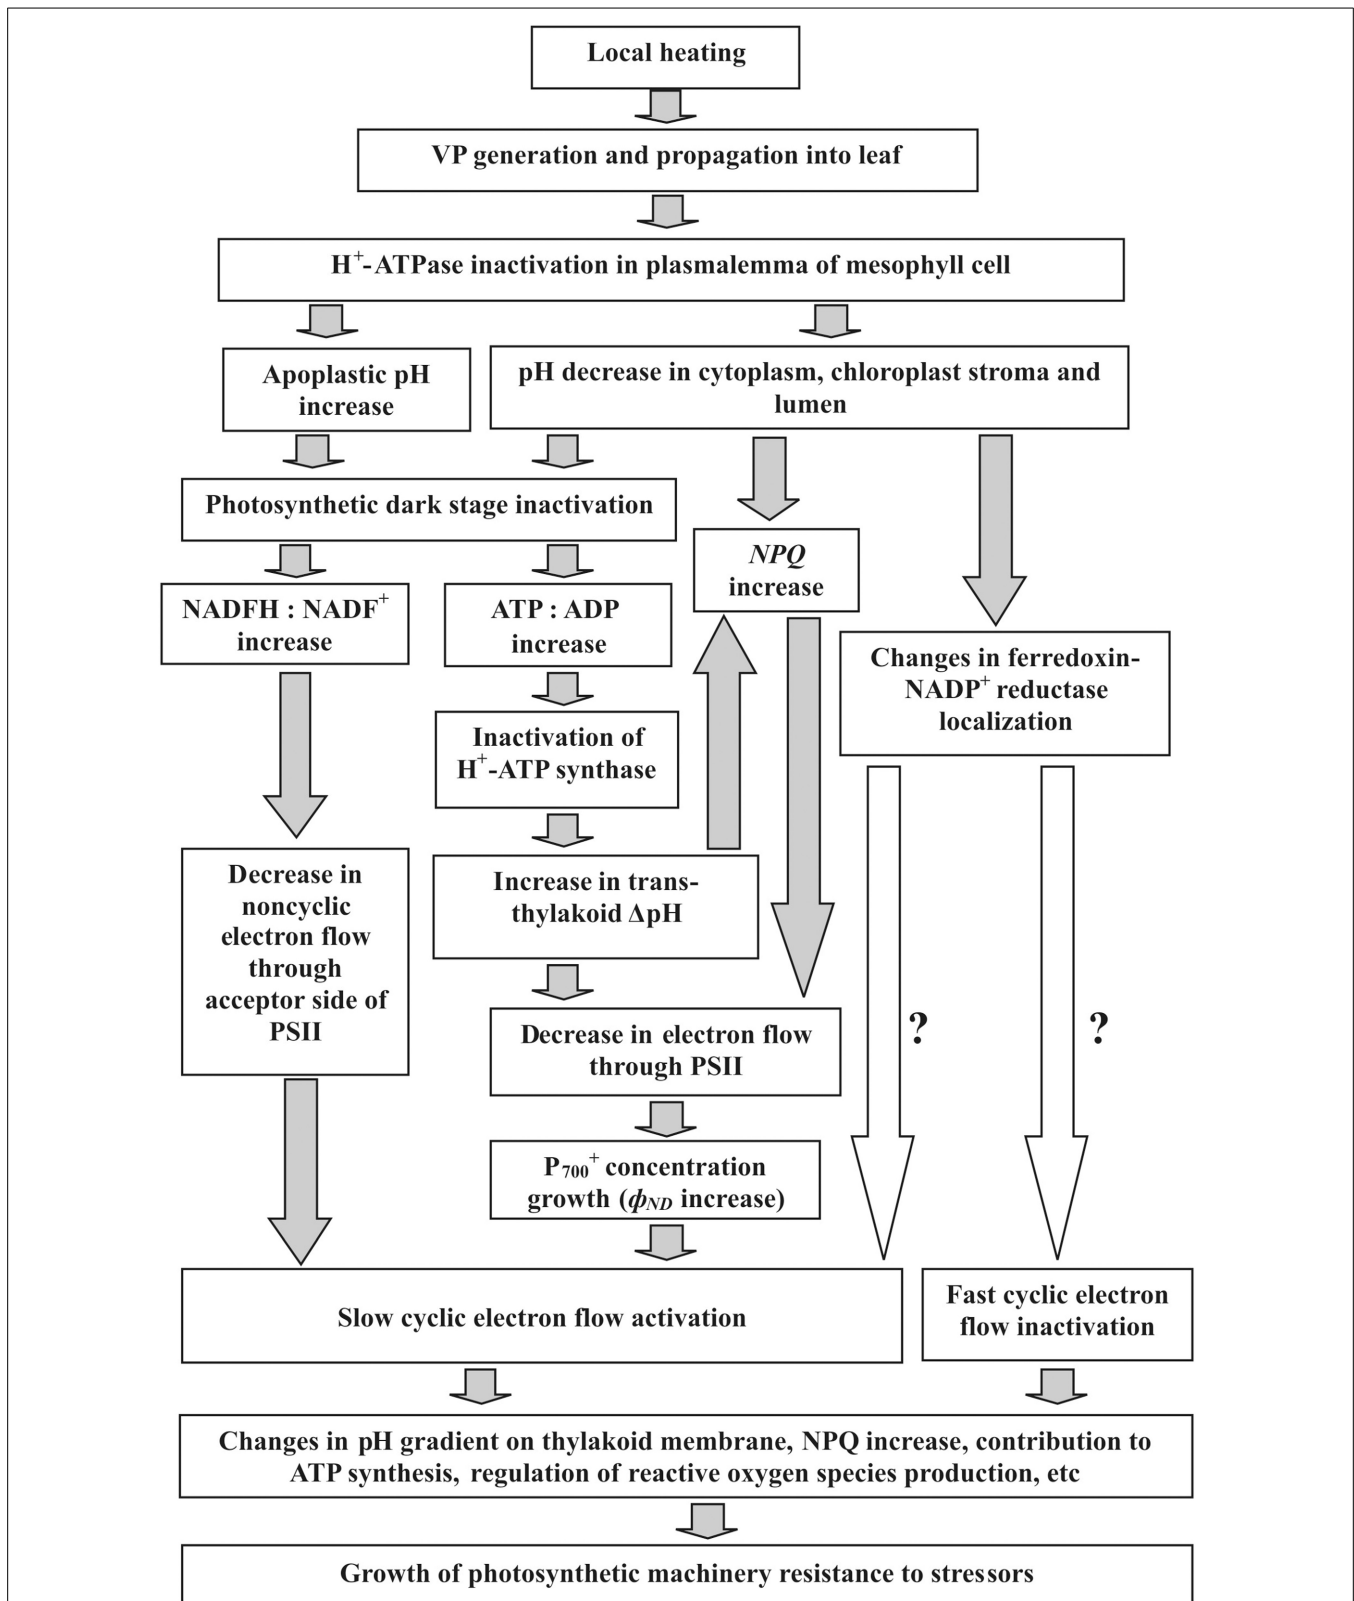 Local heating
VP generation and propagation into leaf
H⁺-ATPase inactivation in plasmalemma of mesophyll cell
Apoplastic pH
increase
pH decrease in cytoplasm, chloroplast stroma and
lumen
Photosynthetic dark stage inactivation
NPQ
increase
NADFH : NADF⁺
increase
ATP : ADP
increase
Changes in ferredoxin-
NADP⁺ reductase
localization
Inactivation of
H⁺-ATP synthase
Decrease in
noncyclic
electron flow
through
acceptor side of
PSII
Increase in trans-
thylakoid ΔpH
Decrease in electron flow
through PSII
?
?
P₇₀₀⁺ concentration
growth (ϕND increase)
Slow cyclic electron flow activation
Fast cyclic electron
flow inactivation
Changes in pH gradient on thylakoid membrane, NPQ increase, contribution to
ATP synthesis, regulation of reactive oxygen species production, etc
Growth of photosynthetic machinery resistance to stressors